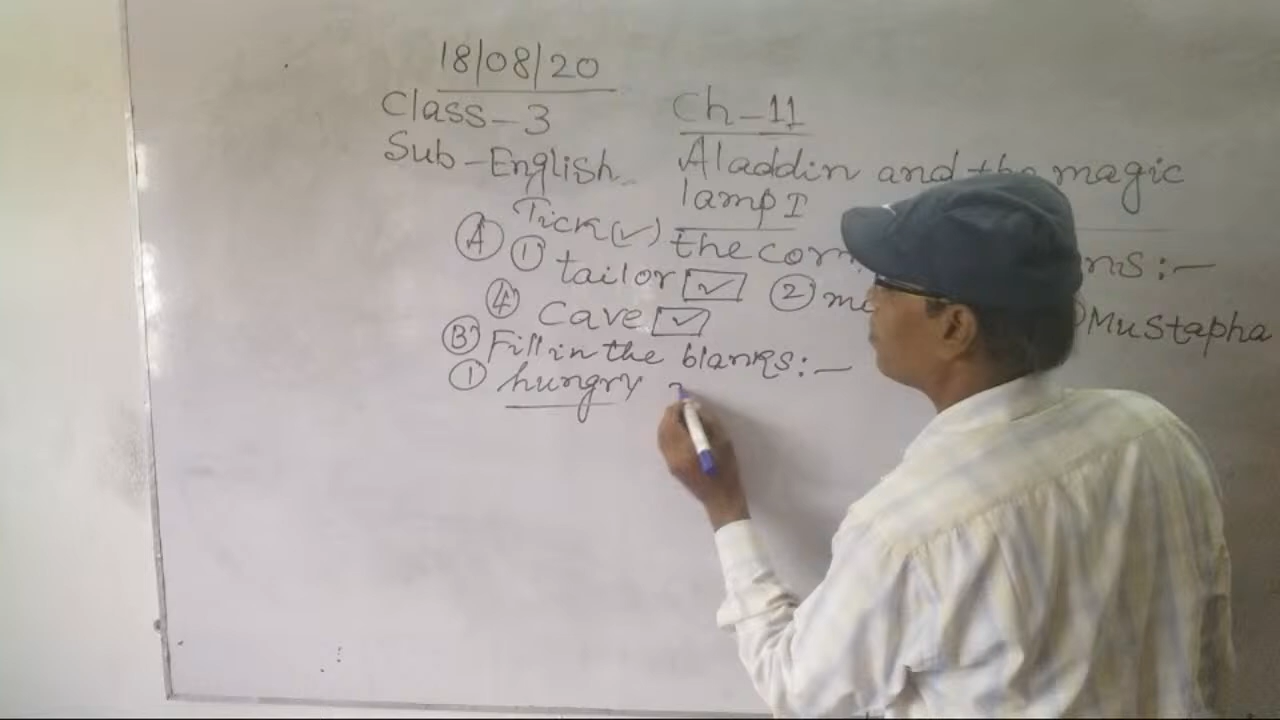 18/08/20
Class-3
Sub-English
Ch-11
Aladdin and the magic
lamp I
Ⓐ Tick(✓) the :-
① tailor ☑ ② Mustapha
④ Cave ☑
Ⓑ Fill in the blanks:-
① hungry